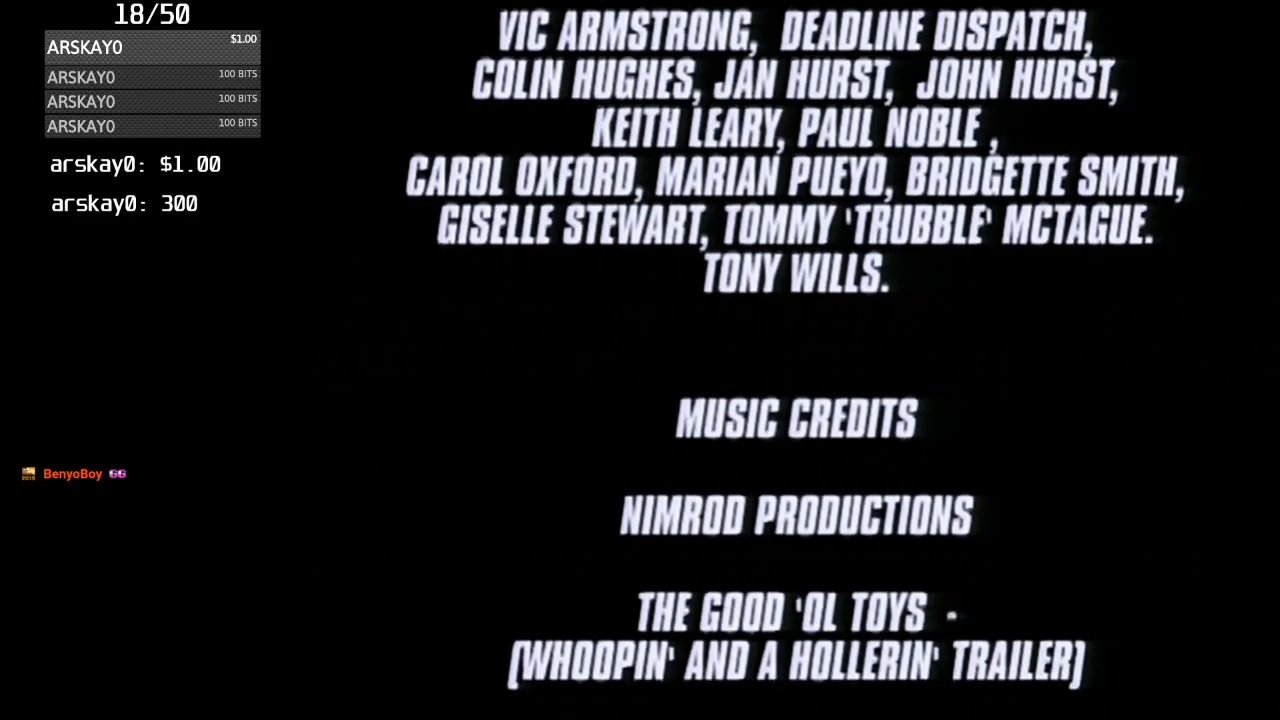 18/50
ARSKAY0 $1.00
ARSKAY0 100 BITS
ARSKAY0 100 BITS
ARSKAY0 100 BITS
arskay0: $1.00
arskay0: 300
BenyoBoy GG
VIC ARMSTRONG, DEADLINE DISPATCH,
COLIN HUGHES, JAN HURST, JOHN HURST,
KEITH LEARY, PAUL NOBLE ,
CAROL OXFORD, MARIAN PUEYO, BRIDGETTE SMITH,
GISELLE STEWART, TOMMY 'TRUBBLE' MCTAGUE.
TONY WILLS.
MUSIC CREDITS
NIMROD PRODUCTIONS
THE GOOD 'OL TOYS -
(WHOOPIN' AND A HOLLERIN' TRAILER)